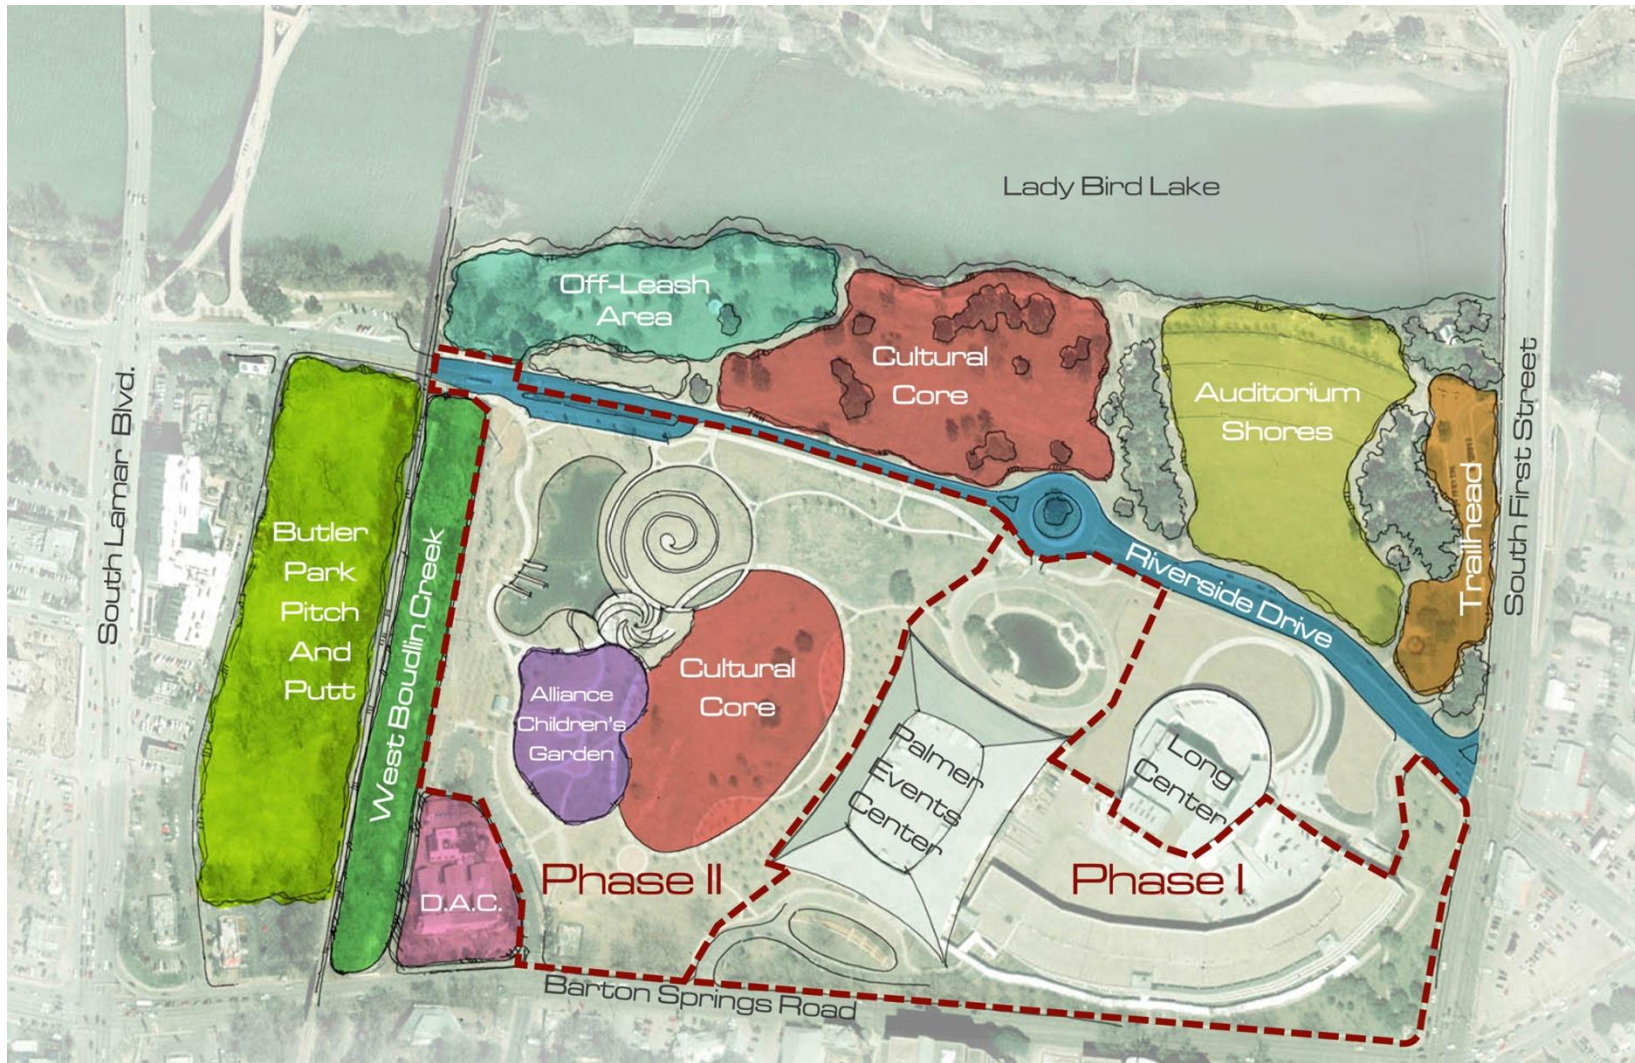 Lady Bird Lake
Off-Leash
Area
Cultural
Core
Auditorium
Shores
Trailhead
South First Street
South Lamar Blvd.
Butler
Park
Pitch
And
Putt
West Boudlin Creek
Riverside Drive
Alliance
Children's
Garden
Cultural
Core
Palmer
Events
Center
Long
Center
D.A.C.
Phase II
Phase I
Barton Springs Road